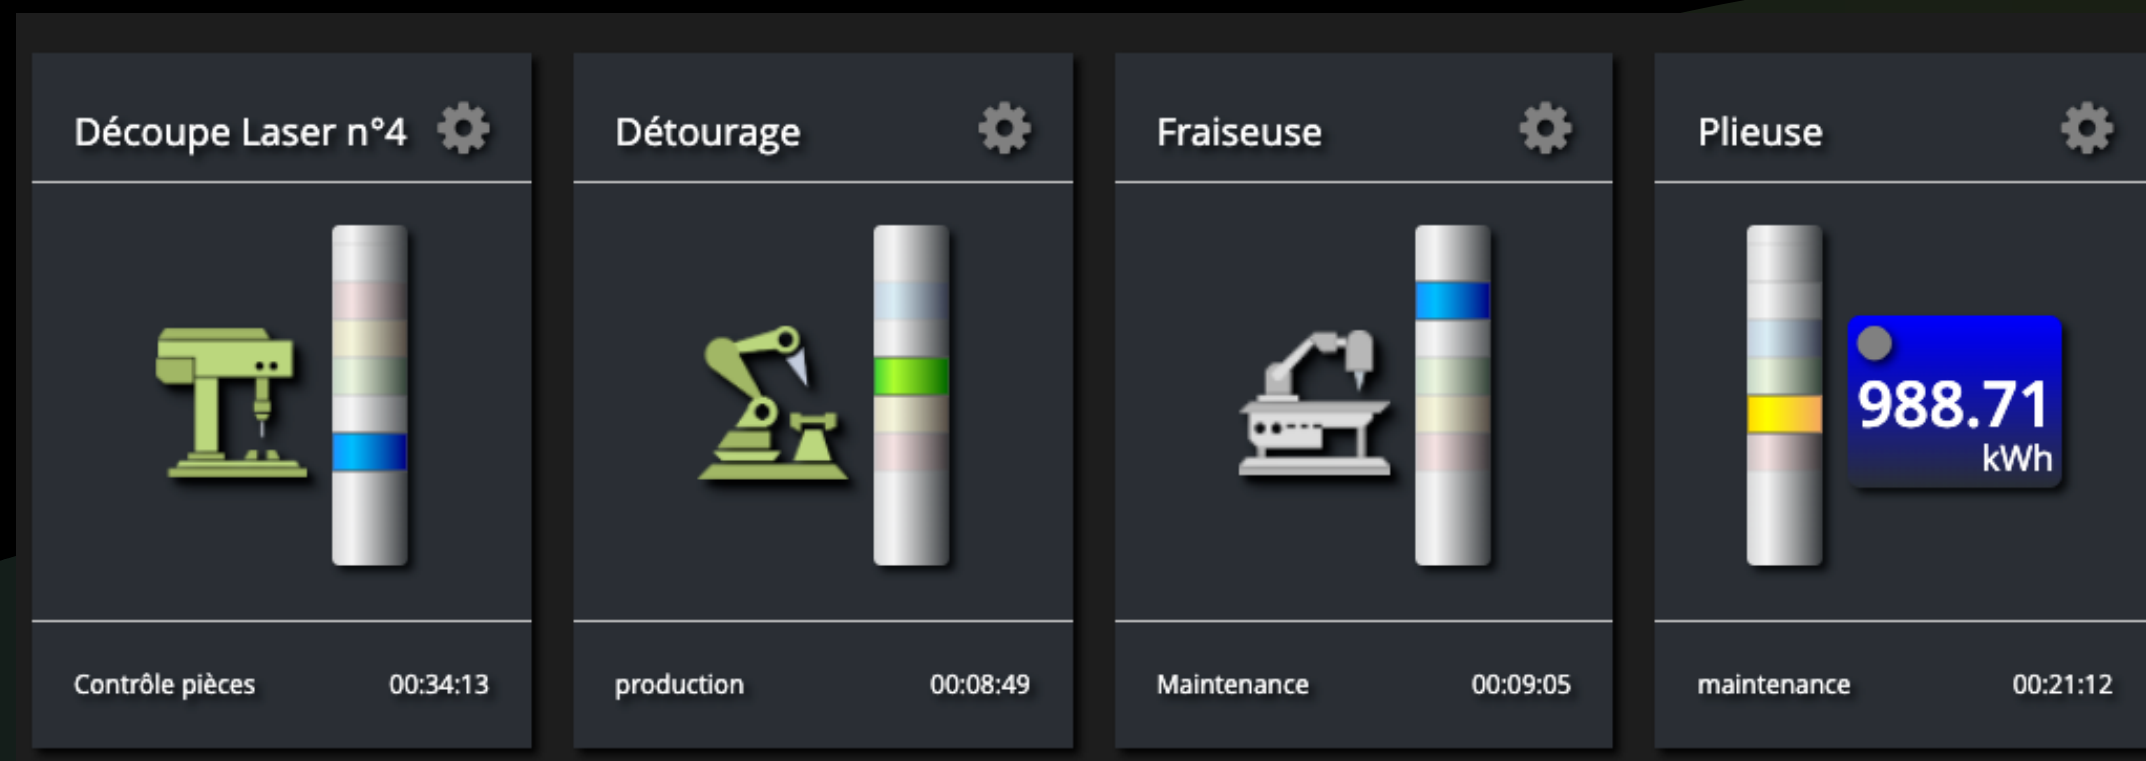 Découpe Laser n°4
Contrôle pièces 00:34:13
Détourage
production 00:08:49
Fraiseuse
Maintenance 00:09:05
Plieuse
988.71
kWh
maintenance 00:21:12